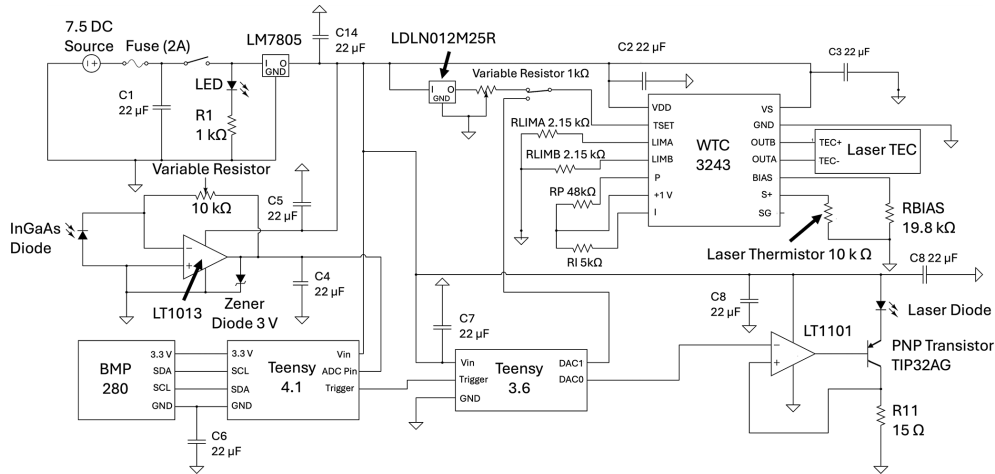 7.5 DC
Source
Fuse (2A)
LM7805
C14
22 µF
LDLN012M25R
C2 22 µF
C3 22 µF
I O
GND
LED
C1
22 µF
R1
1 kΩ
I O
GND
Variable Resistor 1kΩ
VDD
TSET
LIMA
LIMB
P
+1 V
I
WTC
3243
VS
GND
OUTB
OUTA
BIAS
S+
SG
TEC+
TEC-
Laser TEC
RLIMA 2.15 kΩ
RLIMB 2.15 kΩ
RP 48kΩ
RI 5kΩ
RBIAS
19.8 kΩ
Laser Thermistor 10 k Ω
Variable Resistor
10 kΩ
C5
22 µF
InGaAs
Diode
−
+
LT1013
Zener
Diode 3 V
C4
22 µF
C8 22 µF
C8
22 µF
Laser Diode
LT1101
−
+
PNP Transistor
TIP32AG
R11
15 Ω
C7
22 µF
BMP
280
3.3 V
SDA
SCL
GND
3.3 V
SCL
SDA
GND
Teensy
4.1
Vin
ADC Pin
Trigger
Vin
Trigger
GND
Teensy
3.6
DAC1
DAC0
C6
22 µF